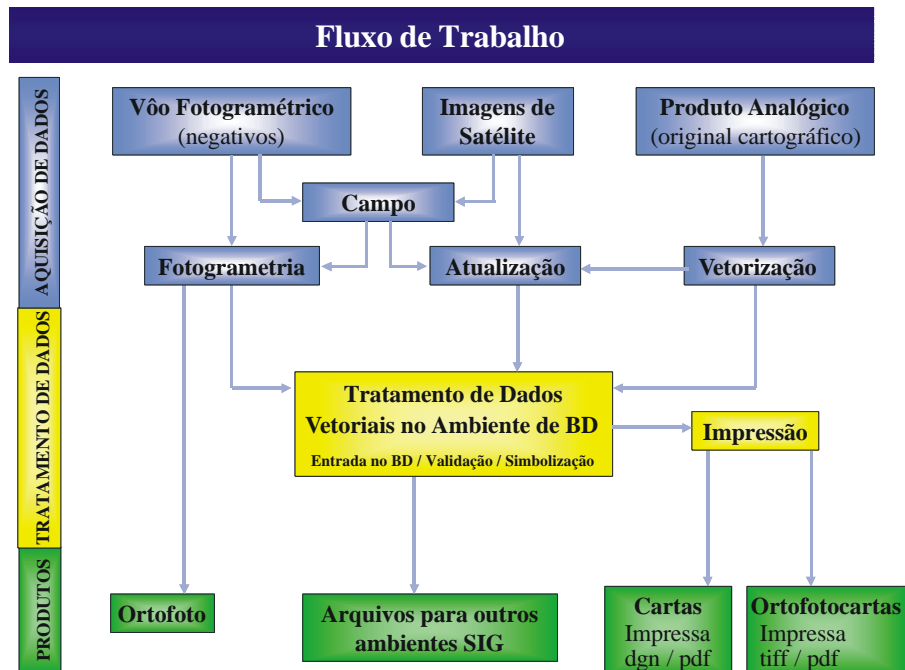 Fluxo de Trabalho
AQUISIÇÃO DE DADOS
Vôo Fotogramétrico
(negativos)
Imagens de
Satélite
Produto Analógico
(original cartográfico)
Campo
Fotogrametria
Atualização
Vetorização
TRATAMENTO DE DADOS
Tratamento de Dados
Vetoriais no Ambiente de BD
Entrada no BD / Validação / Simbolização
Impressão
PRODUTOS
Ortofoto
Arquivos para outros
ambientes SIG
Cartas
Impressa
dgn / pdf
Ortofotocartas
Impressa
tiff / pdf